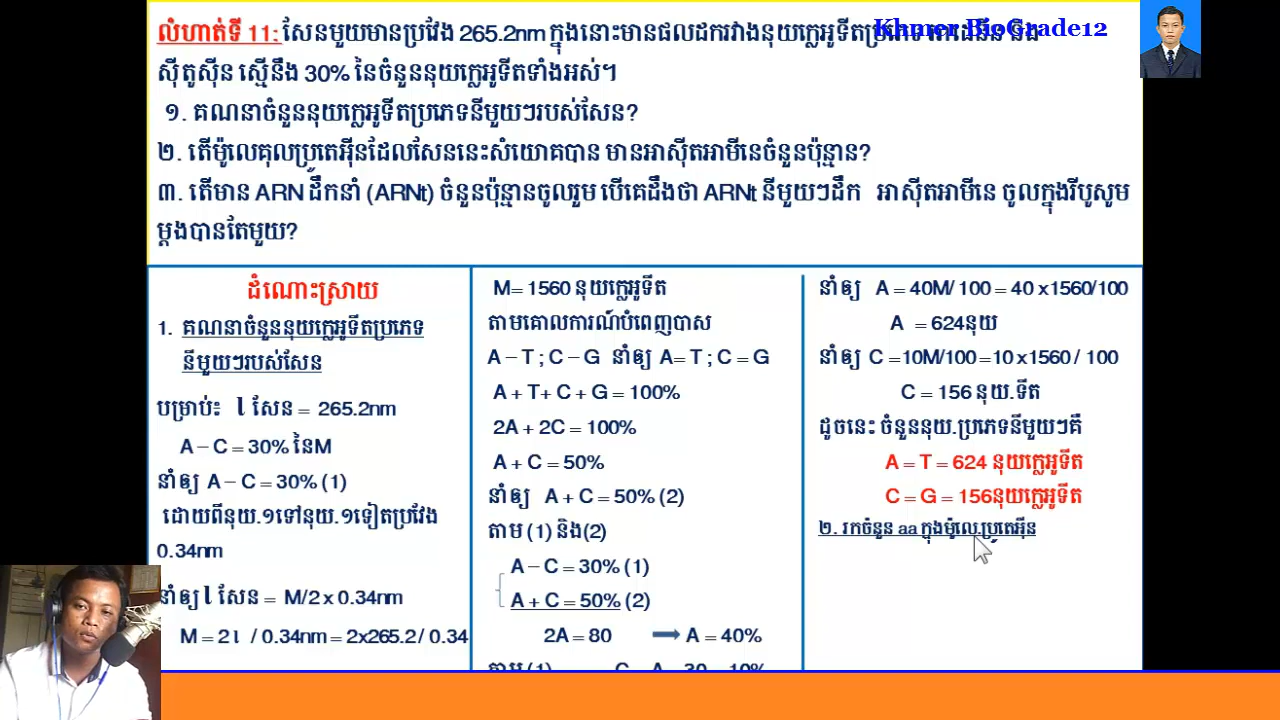 លំហាត់ទី 11: សែនមួយមានប្រវែង 265.2nm ក្នុងនោះមានផលដករវាងនុយក្លេអូទីតប្រភេទ និង
Khmer BioGrade12
ស៊ីតូស៊ីន ស្មើនឹង 30% នៃចំនួននុយក្លេអូទីតទាំងអស់។
១. គណនាចំនួននុយក្លេអូទីតប្រភេទនីមួយៗរបស់សែន?
២. តើម៉ូលេគុលប្រូតេអ៊ីនដែលសែននេះសំយោគបាន មានអាស៊ីតអាមីនេចំនួនប៉ុន្មាន?
៣. តើមាន ARN ដឹកនាំ (ARNt) ចំនួនប៉ុន្មានចូលរួម បើគេដឹងថា ARNt នីមួយៗដឹក អាស៊ីតអាមីនេ ចូលក្នុងរីបូសូម
ម្តងបានតែមួយ?
ដំណោះស្រាយ
1. គណនាចំនួននុយក្លេអូទីតប្រភេទ
នីមួយៗរបស់សែន
បម្រាប់៖ l សែន = 265.2nm
A – C = 30% នៃM
នាំឲ្យ A – C = 30% (1)
ដោយពីនុយ.១ទៅនុយ.១ទៀតប្រវែង
0.34nm
នាំឲ្យ l សែន = M/2 x 0.34nm
M = 2 l / 0.34nm = 2x265.2/ 0.34
M= 1560 នុយក្លេអូទីត
តាមគោលការណ៍បំពេញបាស
A – T ; C – G នាំឲ្យ A= T ; C = G
A + T+ C + G = 100%
2A + 2C = 100%
A + C = 50%
នាំឲ្យ A + C = 50% (2)
តាម (1) និង(2)
A – C = 30% (1)
A + C = 50% (2)
2A = 80 ➡ A = 40%
តាម (1)
នាំឲ្យ A = 40M/ 100 = 40 x1560/100
A = 624នុយ
នាំឲ្យ C =10M/100 =10 x1560 / 100
C = 156 នុយ.ទីត
ដូចនេះ ចំនួននុយ.ប្រភេទនីមួយៗគឺ
A = T = 624 នុយក្លេអូទីត
C = G = 156នុយក្លេអូទីត
២. រកចំនួន aa ក្នុងម៉ូលេ.ប្រូតេអ៊ីន